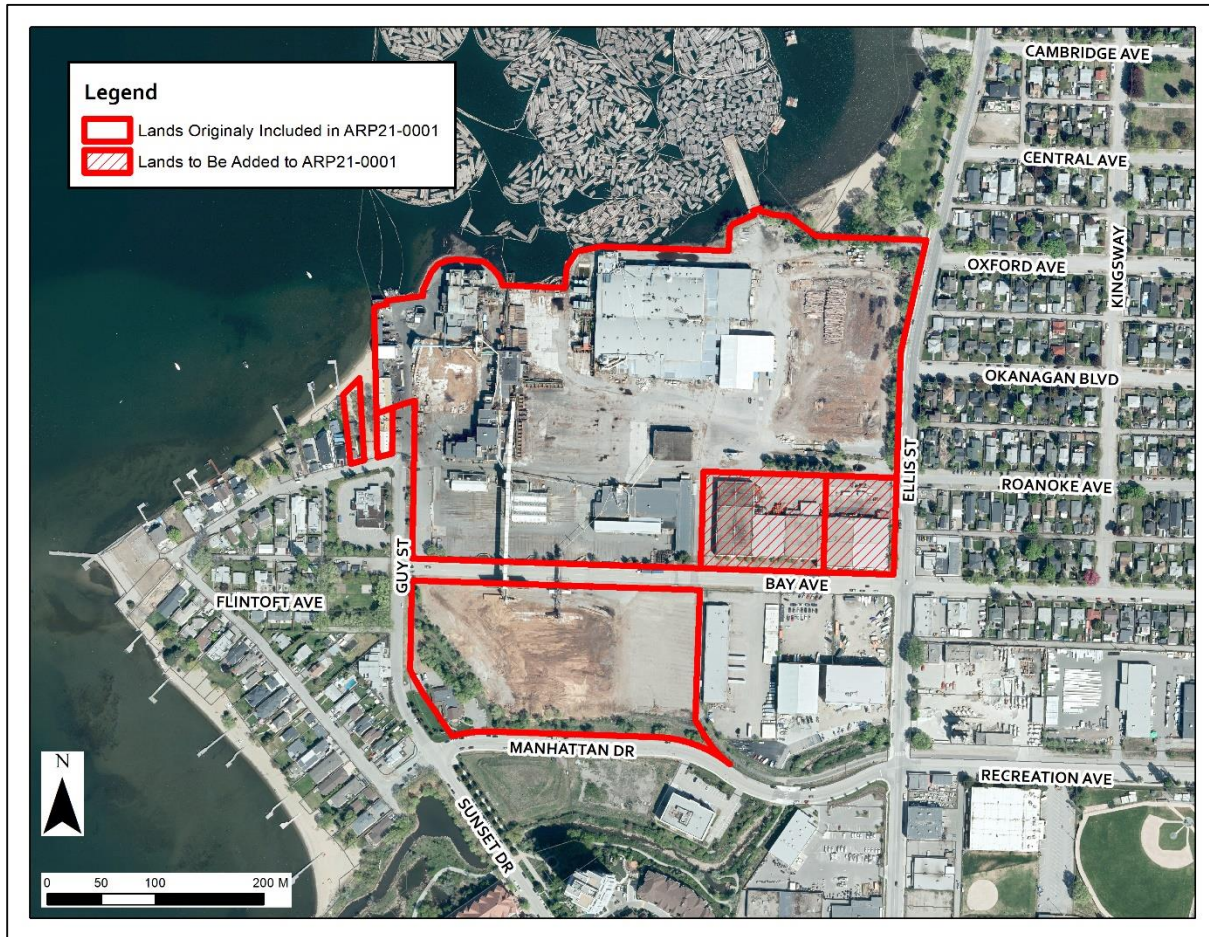 Legend
Lands Originaly Included in ARP21-0001
Lands to Be Added to ARP21-0001
CAMBRIDGE AVE
CENTRAL AVE
KINGSWAY
OXFORD AVE
OKANAGAN BLVD
ELLIS ST
ROANOKE AVE
GUY ST
BAY AVE
FLINTOFT AVE
MANHATTAN DR
RECREATION AVE
SUNSET DR
N
0 50 100 200 M